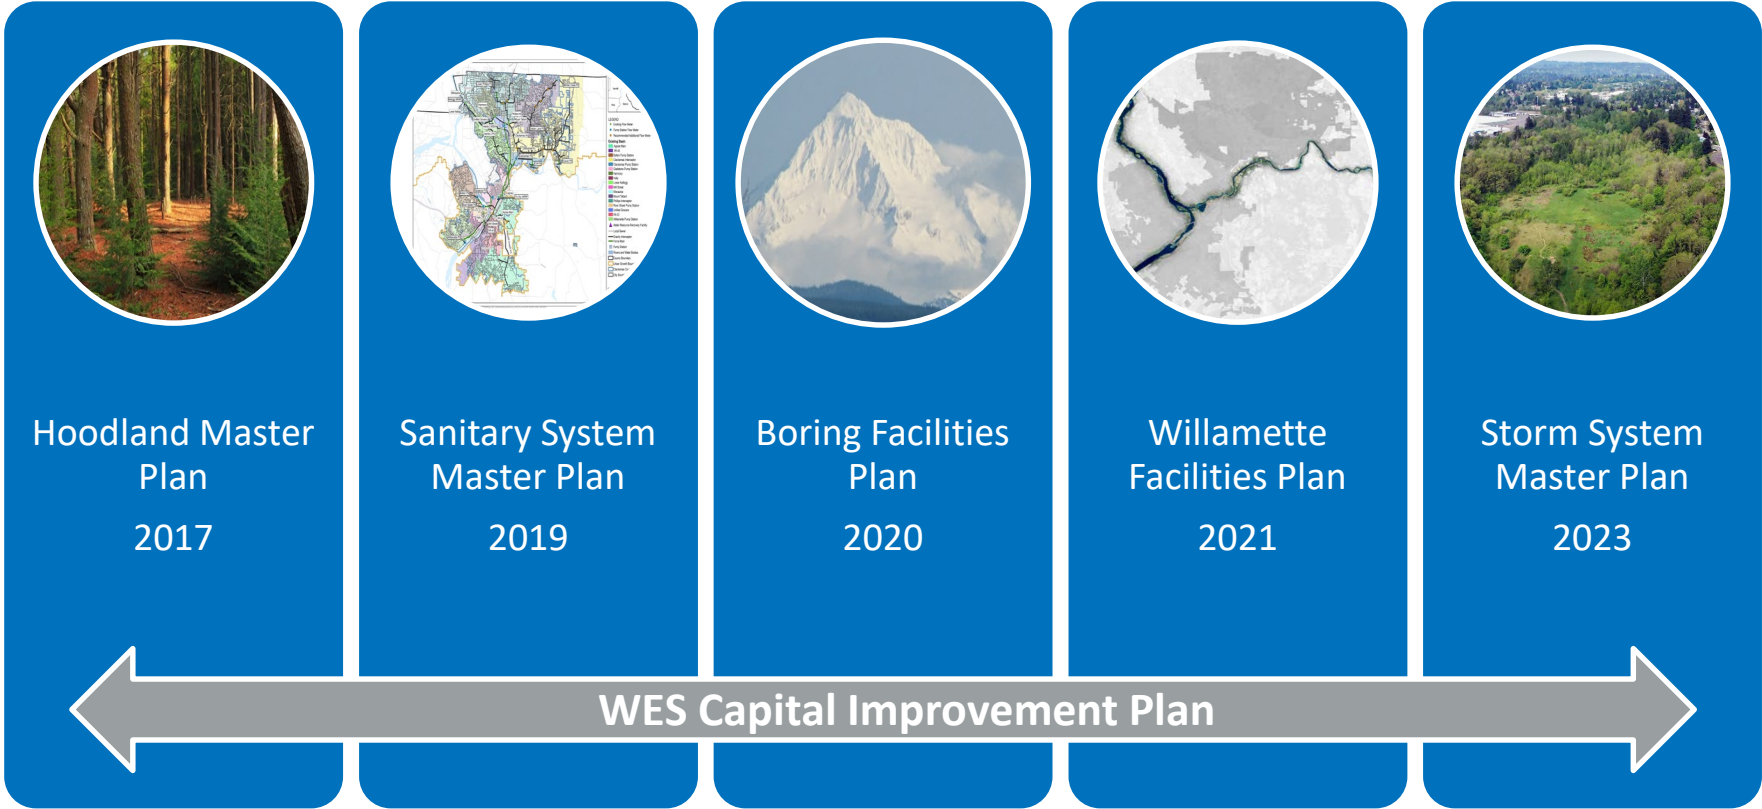 Hoodland Master
Plan
2017
Sanitary System
Master Plan
2019
Boring Facilities
Plan
2020
Willamette
Facilities Plan
2021
Storm System
Master Plan
2023
WES Capital Improvement Plan